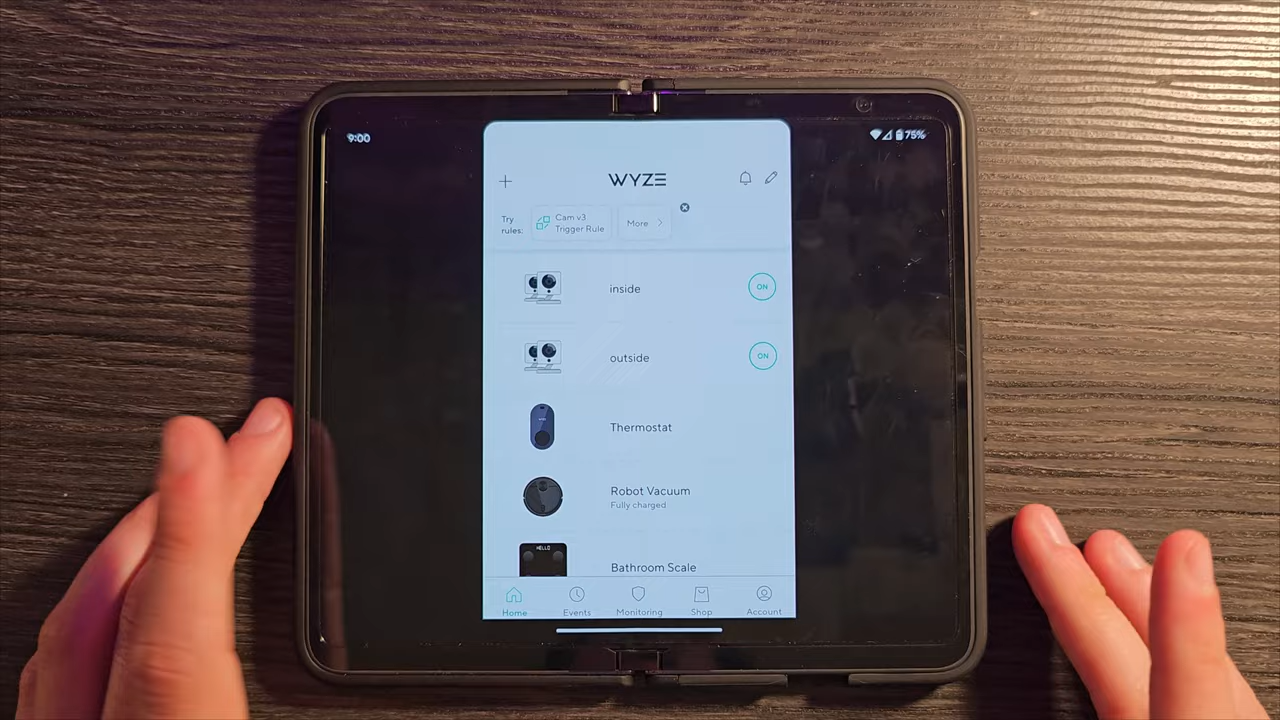 9:00
75%
WYZE
Try rules:
Cam v3
Trigger Rule
More
inside
ON
outside
ON
Thermostat
Robot Vacuum
Fully charged
HELLO
Bathroom Scale
Home
Events
Monitoring
Shop
Account